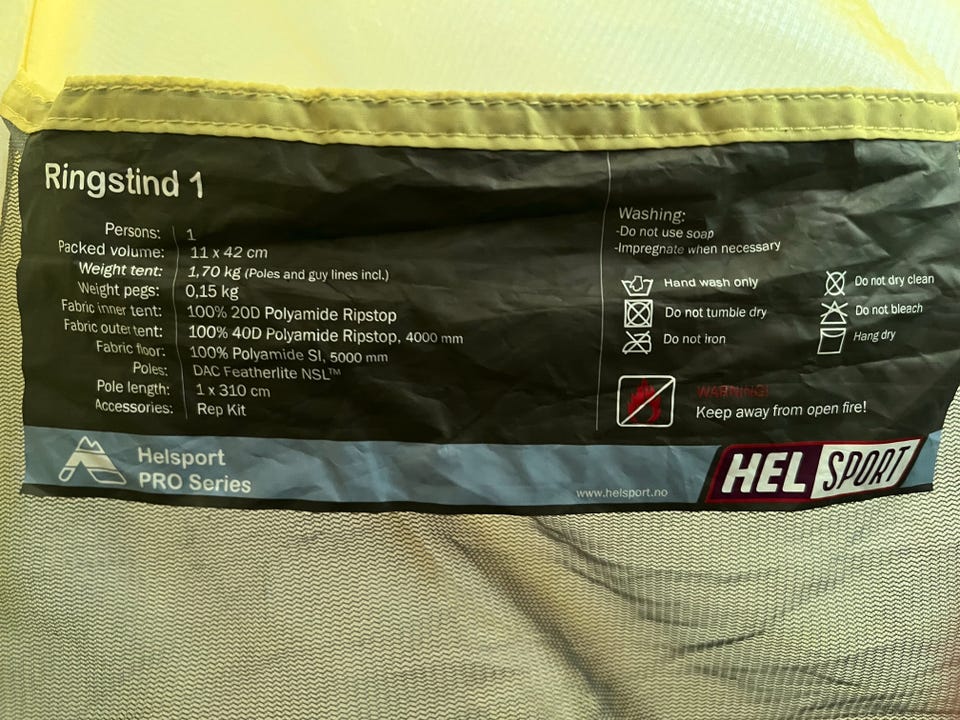 Ringstind 1
Persons: 1
Packed volume: 11 x 42 cm
Weight tent: 1,70 kg (Poles and guy lines incl.)
Weight pegs: 0,15 kg
Fabric inner tent: 100% 20D Polyamide Ripstop
Fabric outer tent: 100% 40D Polyamide Ripstop, 4000 mm
Fabric floor: 100% Polyamide SI, 5000 mm
Poles: DAC Featherlite NSL™
Pole length: 1 x 310 cm
Accessories: Rep Kit
Washing:
-Do not use soap
-Impregnate when necessary
Hand wash only
Do not dry clean
Do not tumble dry
Do not bleach
Do not iron
Hang dry
WARNING!
Keep away from open fire!
Helsport
PRO Series
www.helsport.no
HELSPORT